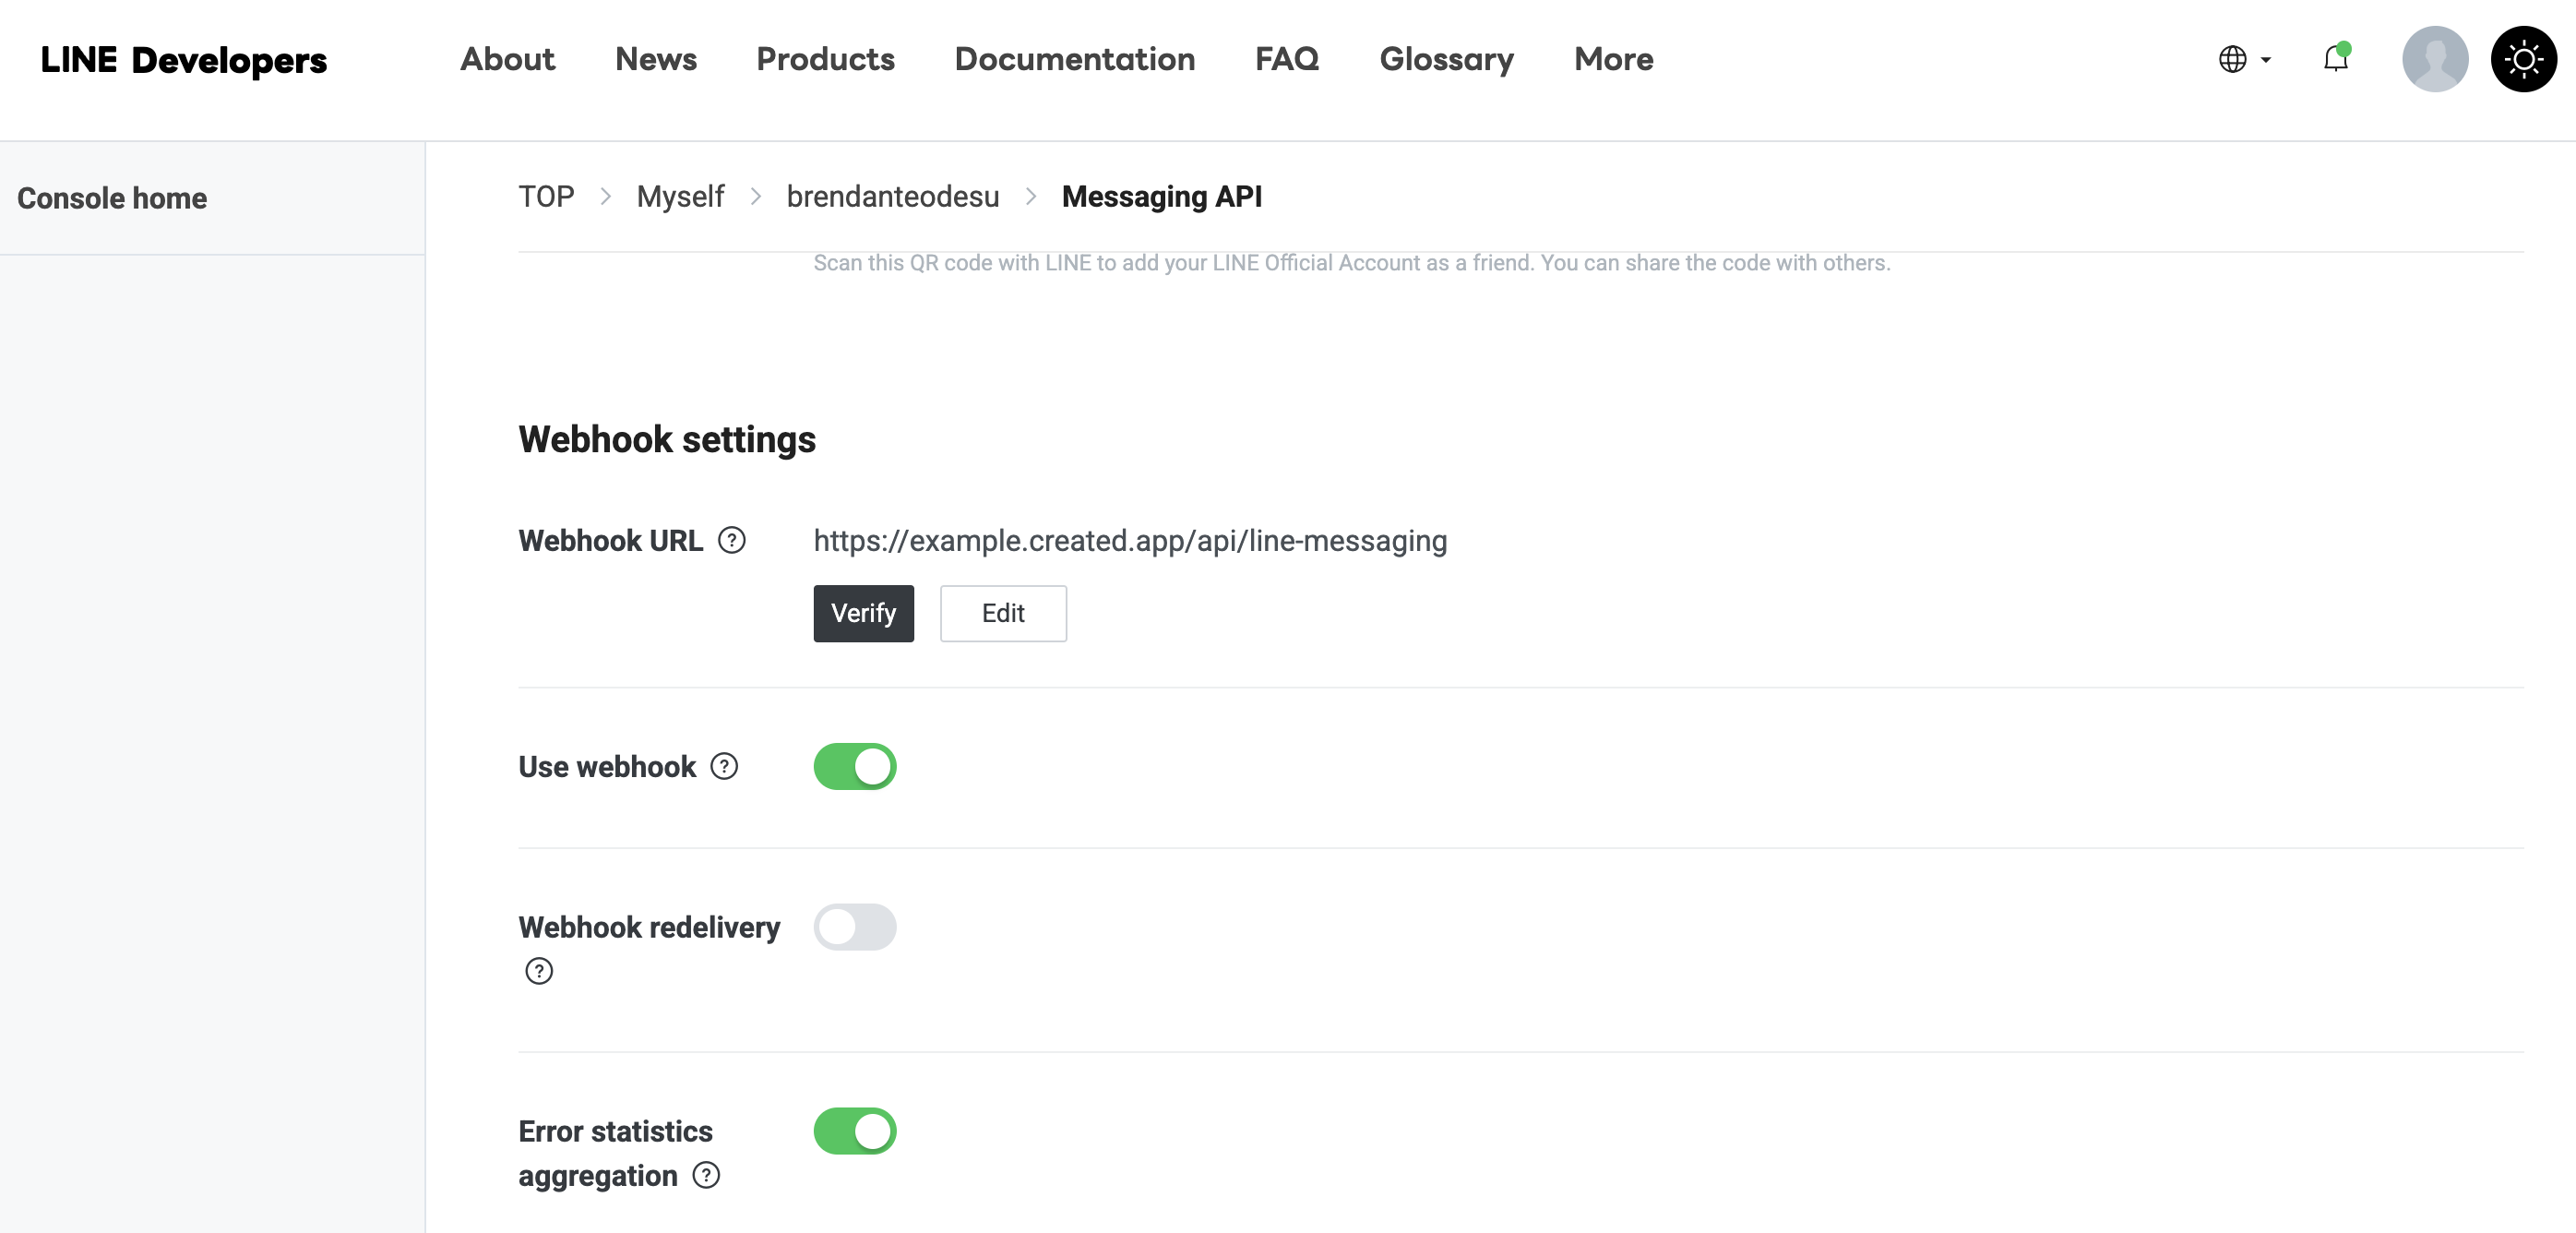 LINE Developers
About News Products Documentation FAQ Glossary More
Console home
TOP > Myself > brendanteodesu > Messaging API
Scan this QR code with LINE to add your LINE Official Account as a friend. You can share the code with others.
Webhook settings
Webhook URL ?
https://example.created.app/api/line-messaging
Verify Edit
Use webhook ?
Webhook redelivery
?
Error statistics
aggregation ?